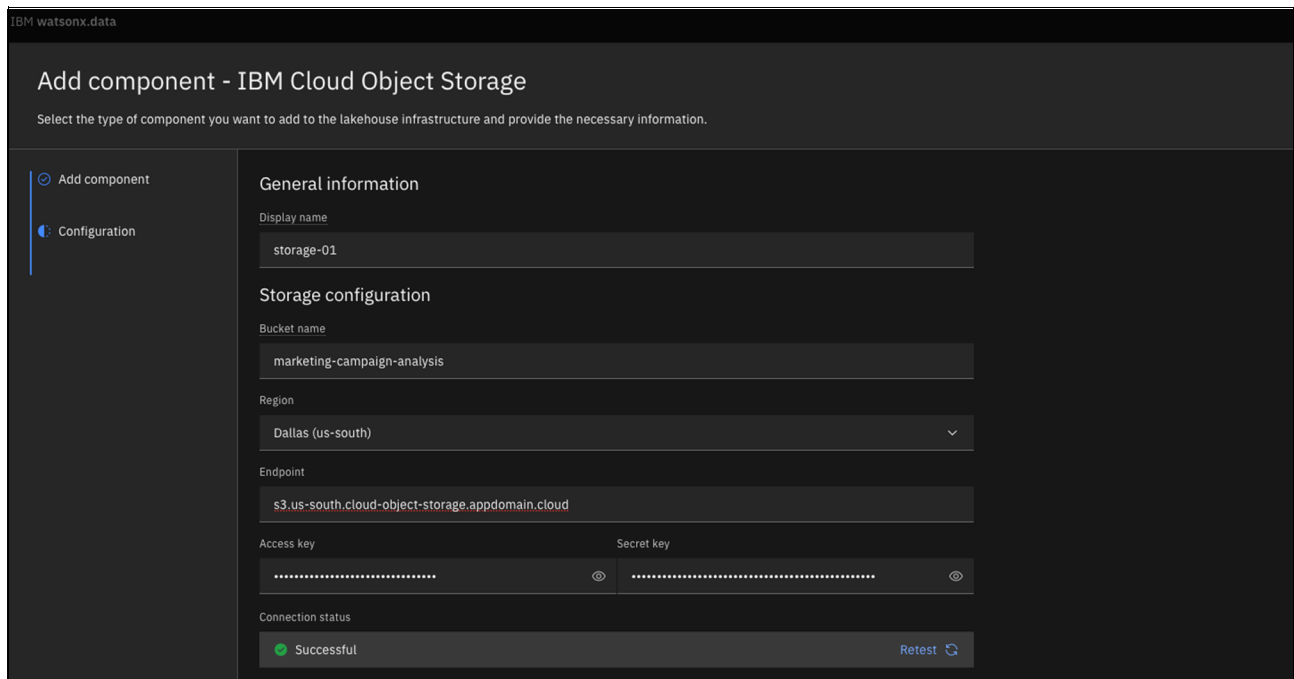 IBM watsonx.data
Add component - IBM Cloud Object Storage
Select the type of component you want to add to the lakehouse infrastructure and provide the necessary information.
Add component
Configuration
General information
Display name
storage-01
Storage configuration
Bucket name
marketing-campaign-analysis
Region
Dallas (us-south)
Endpoint
s3.us-south.cloud-object-storage.appdomain.cloud
Access key Secret key
•••••••••••••••••••••••••••••••• ••••••••••••••••••••••••••••••••••••••••••••••••
Connection status
Successful Retest